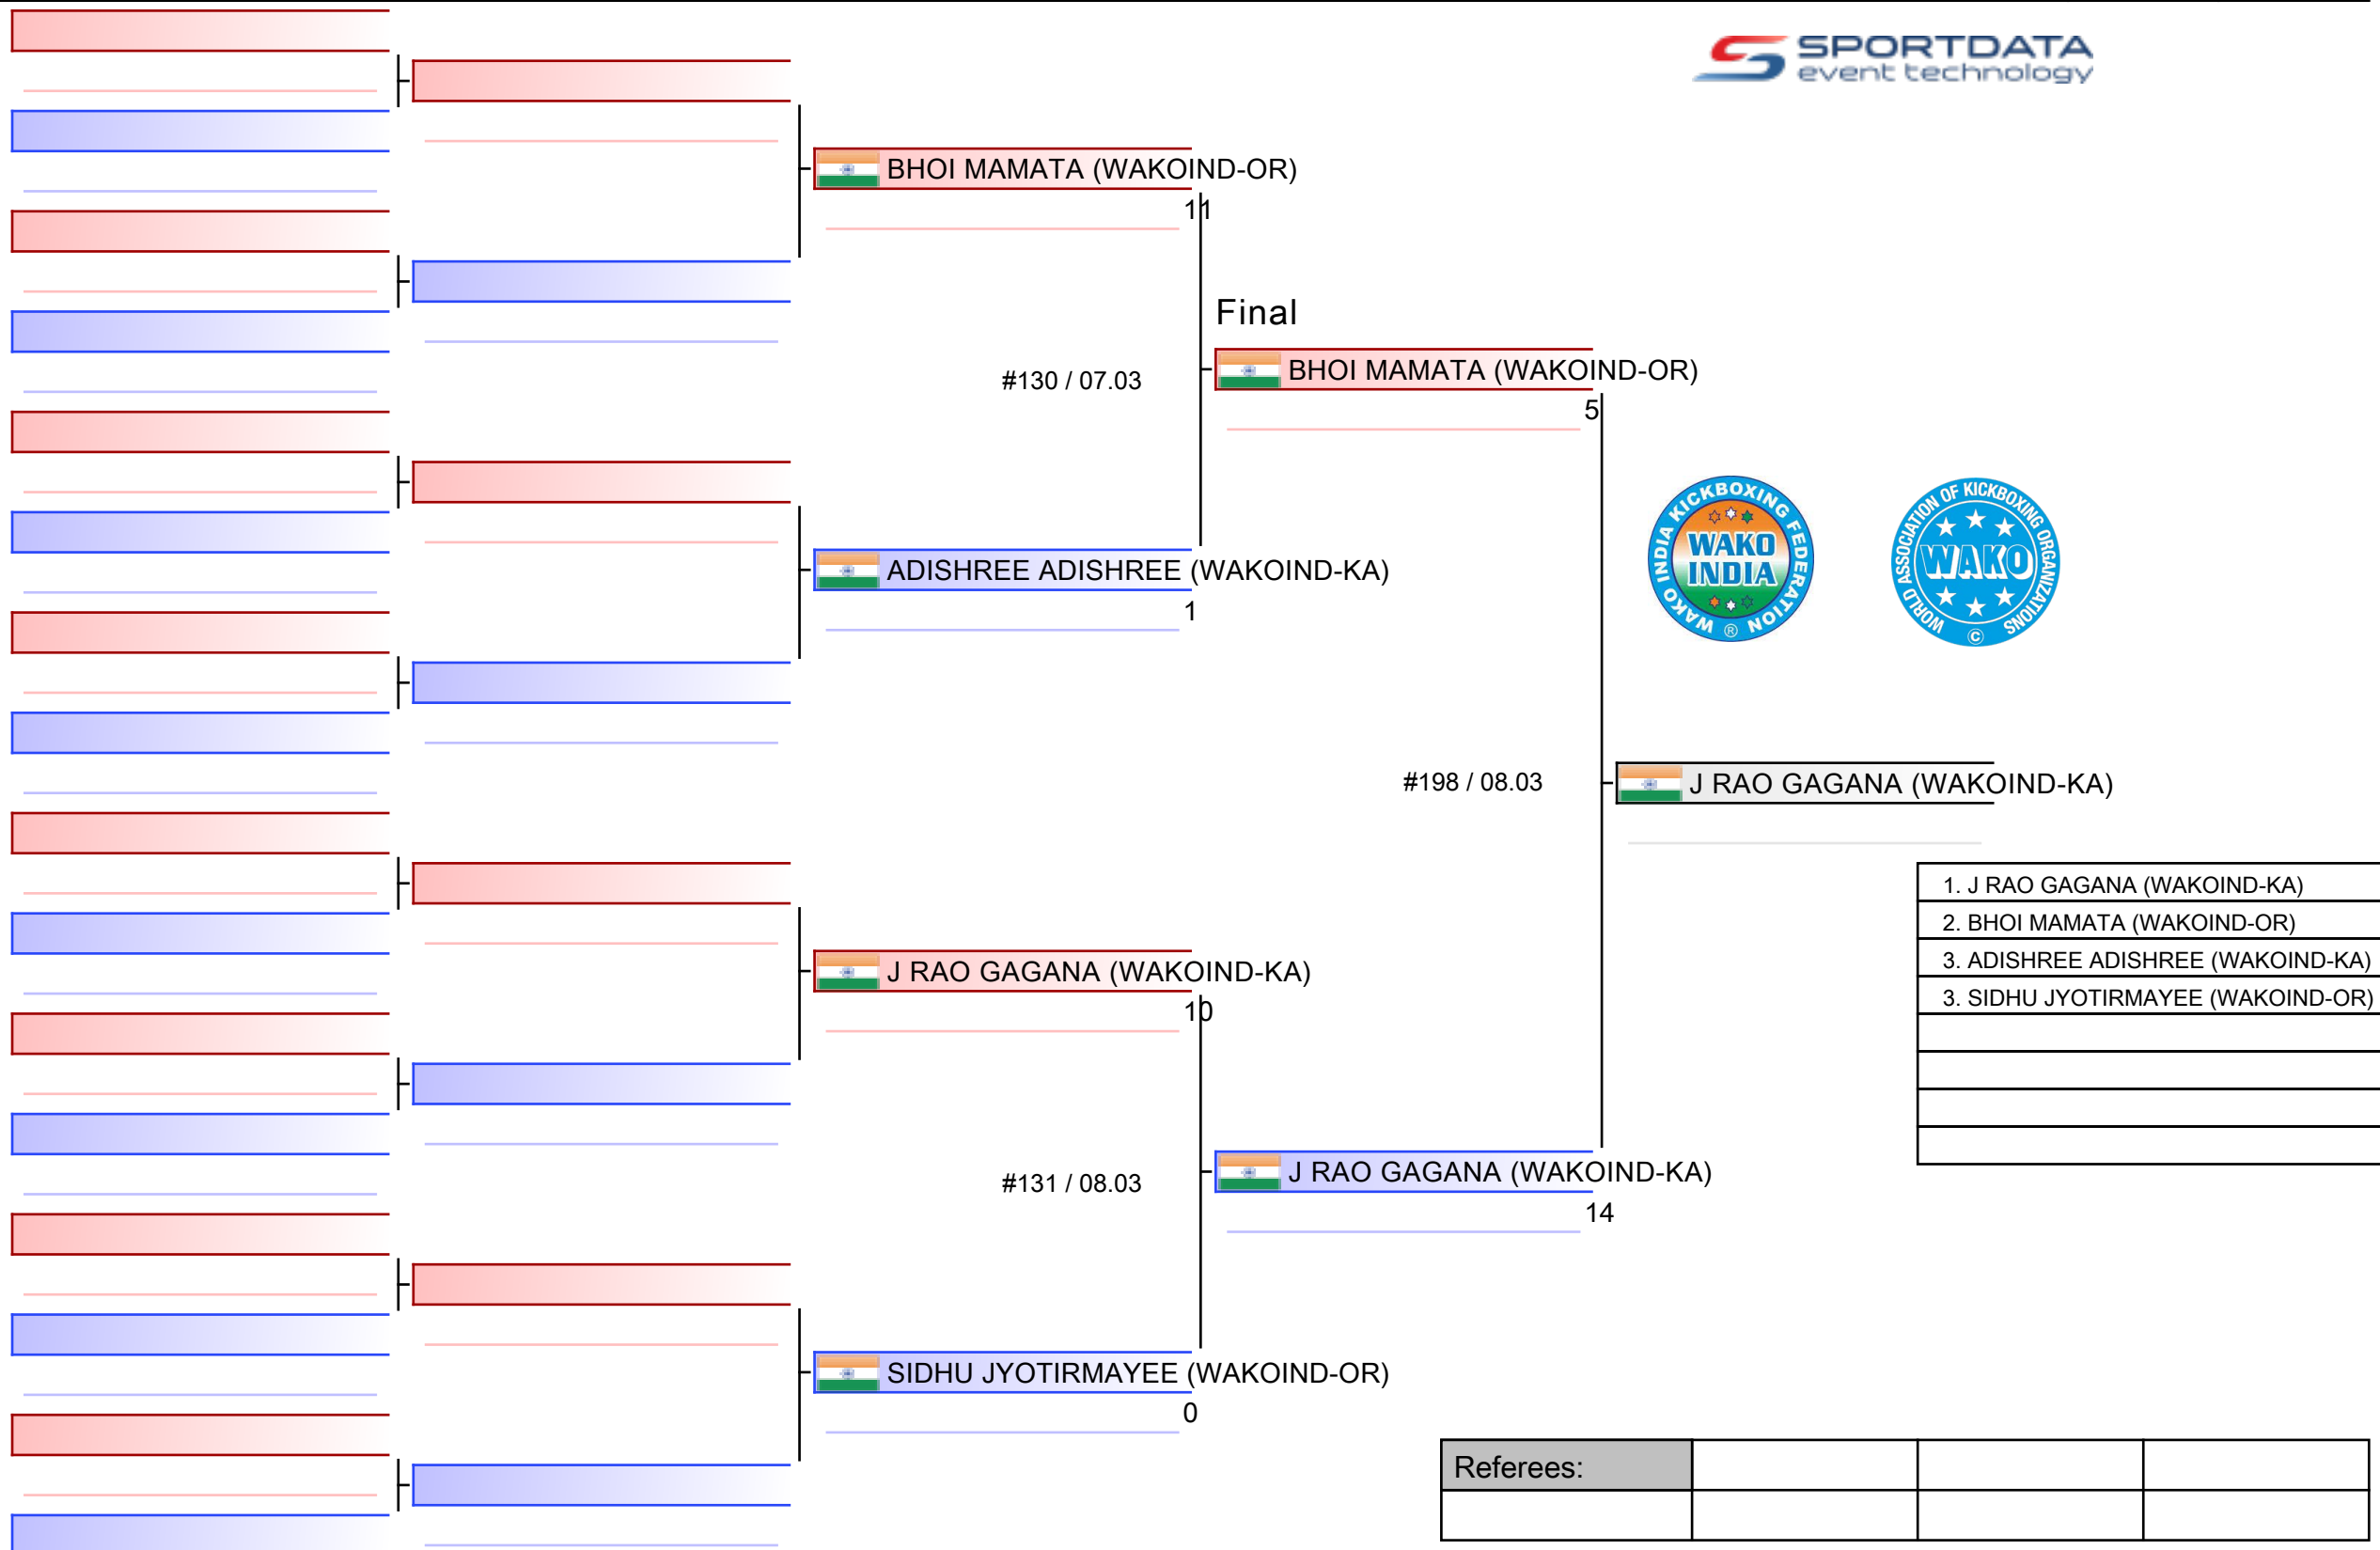 SPORTDATA
event technology
BHOI MAMATA (WAKOIND-OR)
11
Final
#130 / 07.03
BHOI MAMATA (WAKOIND-OR)
5
ADISHREE ADISHREE (WAKOIND-KA)
1
WAKO INDIA KICKBOXING FEDERATION ®
WAKO
INDIA
WORLD ASSOCIATION OF KICKBOXING ORGANIZATIONS ©
WAKO
#198 / 08.03
J RAO GAGANA (WAKOIND-KA)
1. J RAO GAGANA (WAKOIND-KA)
2. BHOI MAMATA (WAKOIND-OR)
3. ADISHREE ADISHREE (WAKOIND-KA)
3. SIDHU JYOTIRMAYEE (WAKOIND-OR)
J RAO GAGANA (WAKOIND-KA)
10
#131 / 08.03
J RAO GAGANA (WAKOIND-KA)
14
SIDHU JYOTIRMAYEE (WAKOIND-OR)
0
Referees: